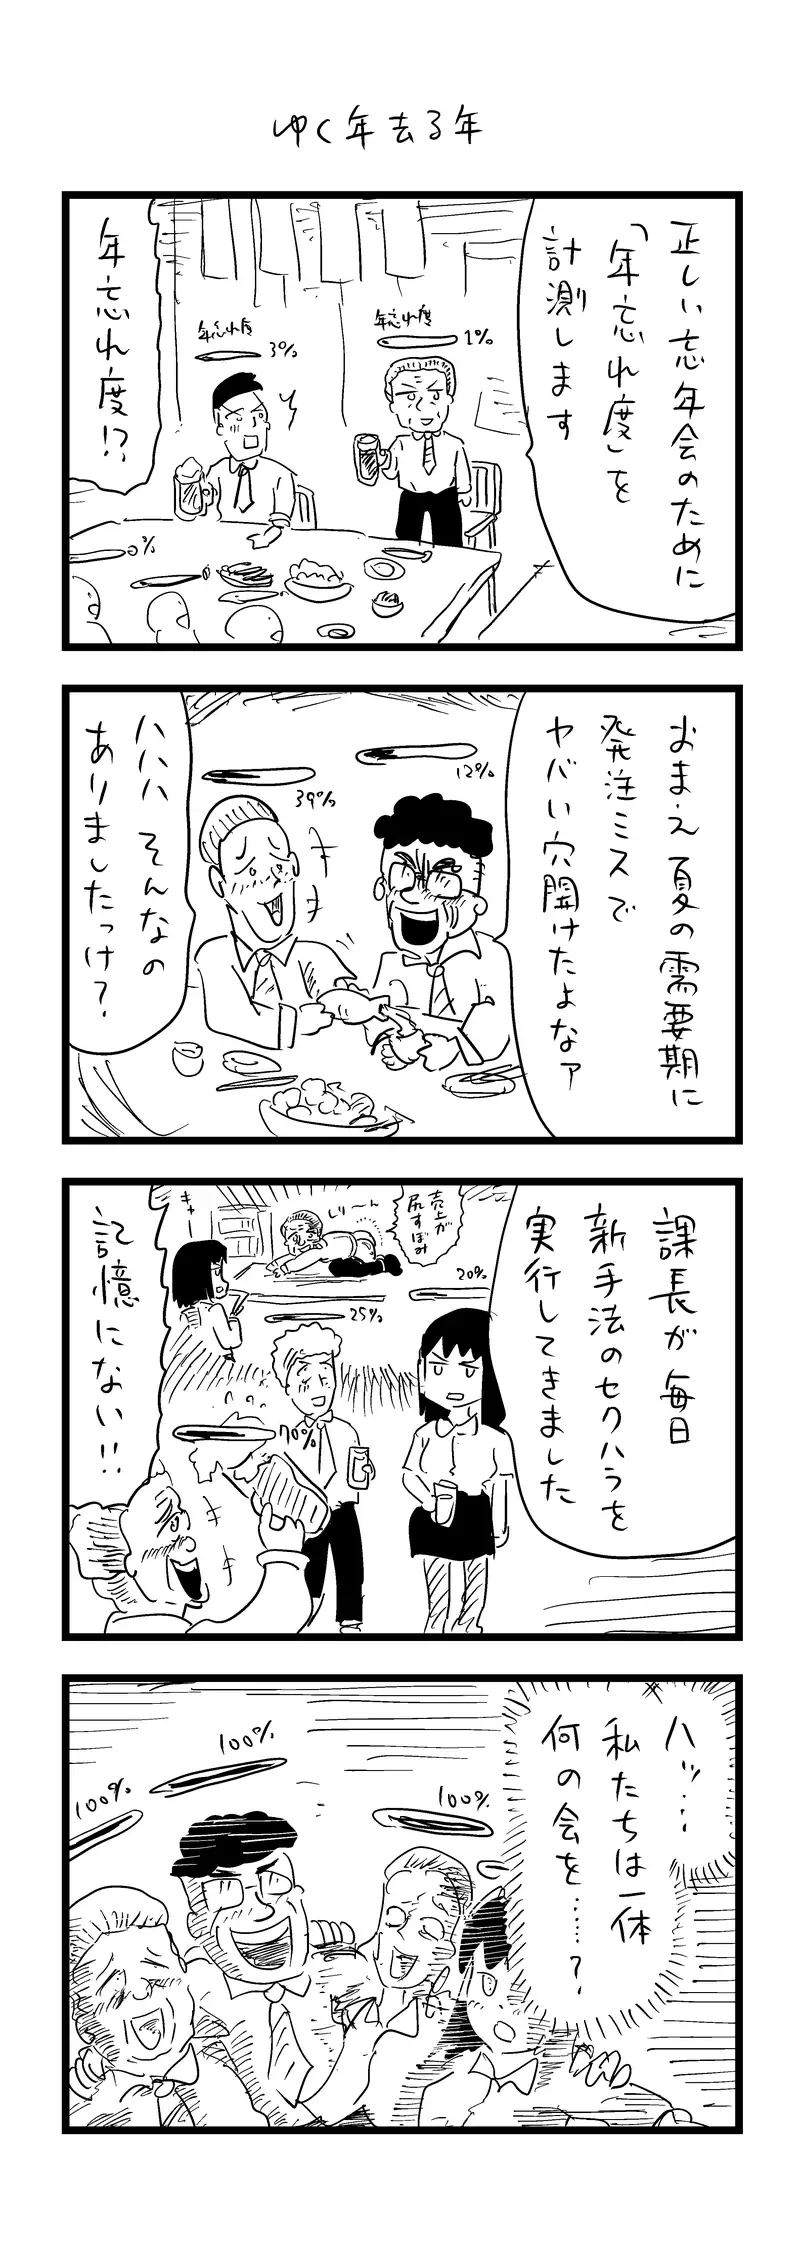 ゆく年去る年
正しい忘年会のために
「年忘れ度」を
計測します
年忘れ度
1%
年忘れ度
3%
0%
年忘れ度!?
おまえ夏の需要期に
発注ミスで
ヤバい穴開けたよなァ
12%
39%
ハハハそんなの
ありましたっけ?
課長が毎日
新手法のセクハラを
実行してきました
売上が
尻すぼみ
しり〜ん
キャー
20%
25%
70%
記憶にない!!
ハッ…
私たちは一体
何の会を……?
100%
100%
100%